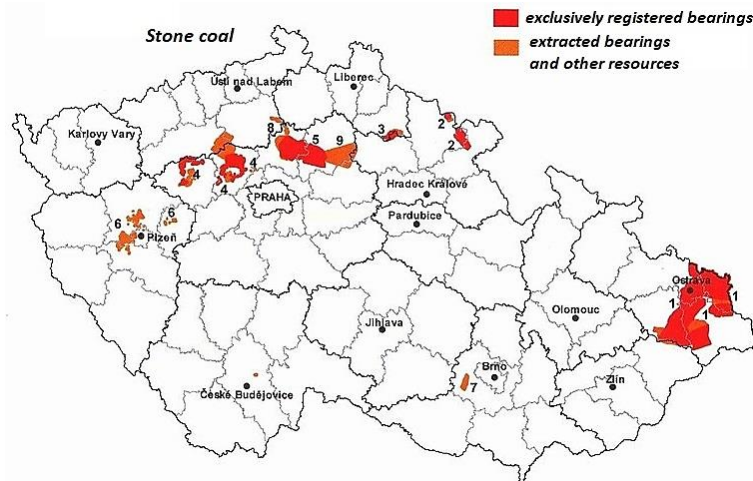 Stone coal
exclusively registered bearings
extracted bearings
and other resources
Ústí nad Labem
Liberec
Karlovy Vary
8
5
9
3
2
2
4
4
4
PRAHA
Hradec Králové
Pardubice
6
6
Plzeň
Ostrava
1
1
1
Jihlava
Olomouc
Brno
7
Zlín
České Budějovice